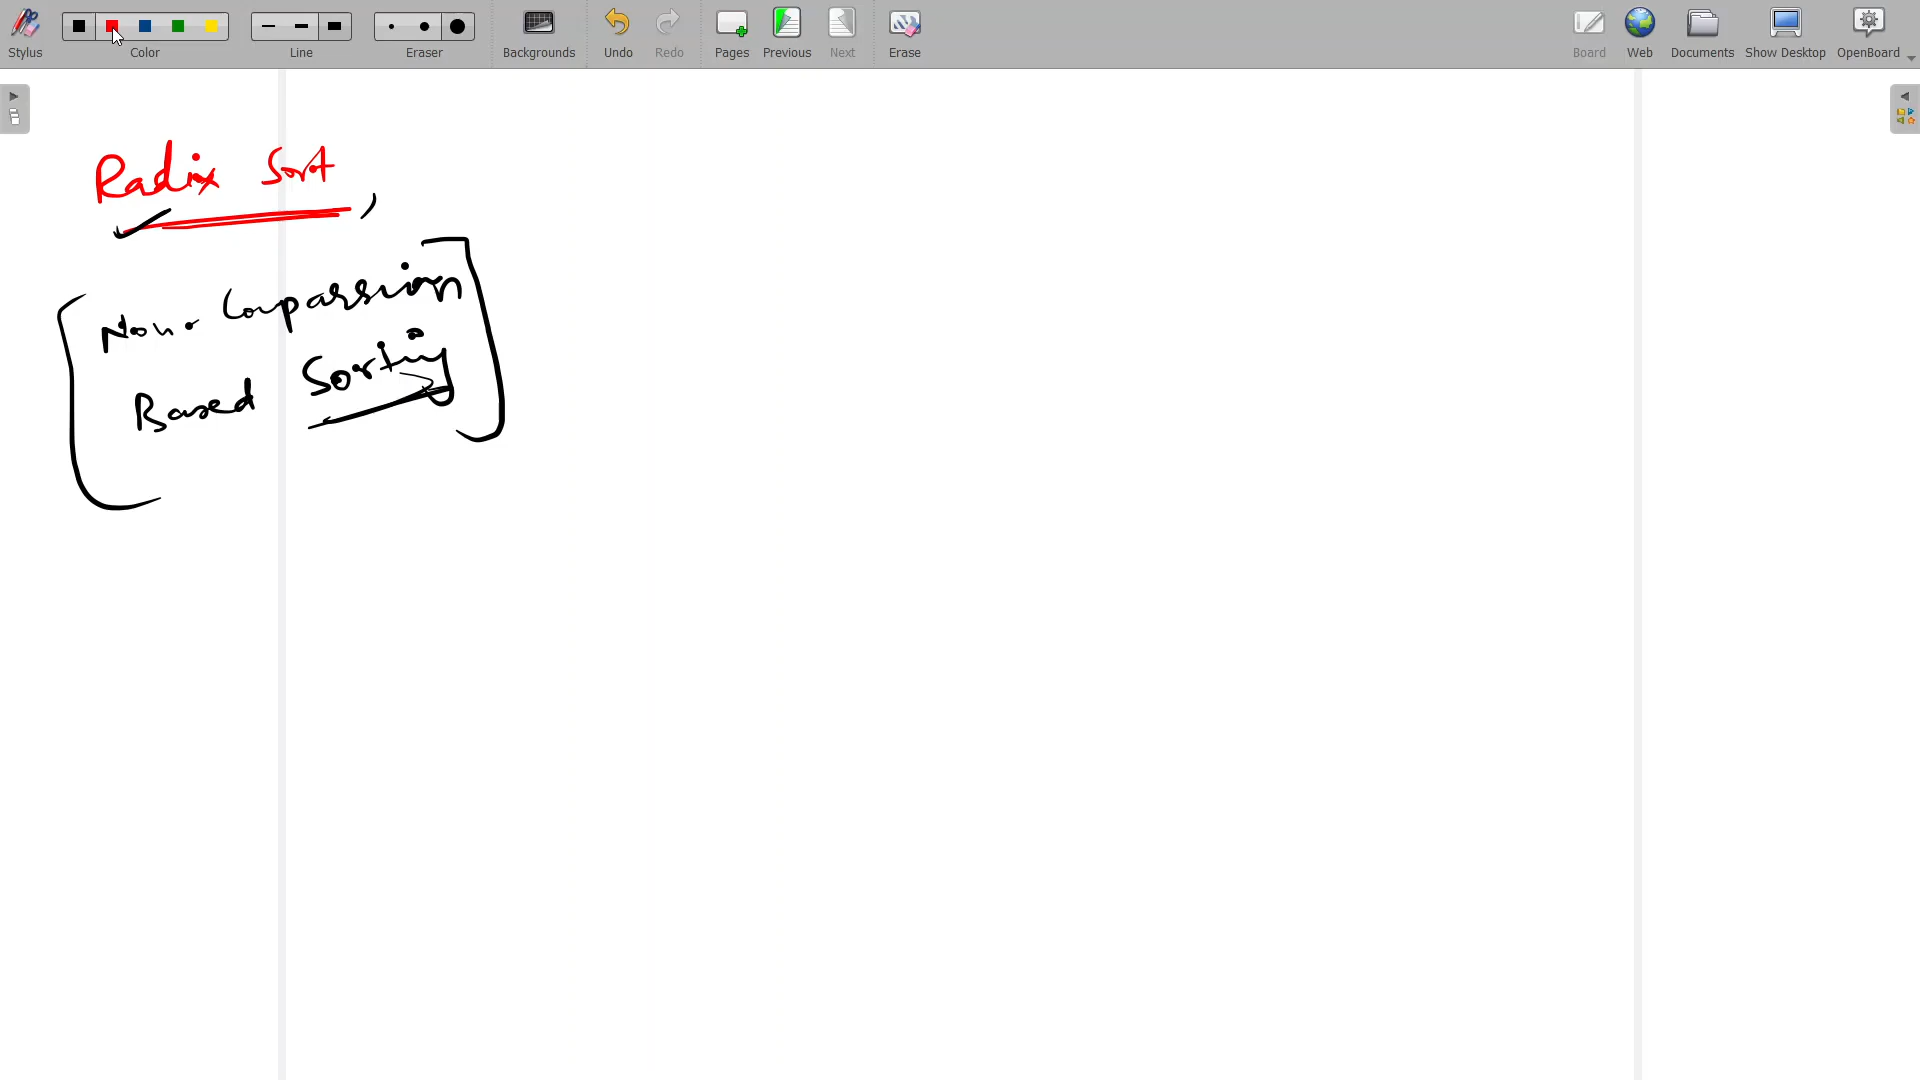 Stylus Color Line Eraser Backgrounds Undo Redo Pages Previous Next Erase Board Web Documents Show Desktop OpenBoard
Radix Sort ,
Non- Comparssion
Based Sorting